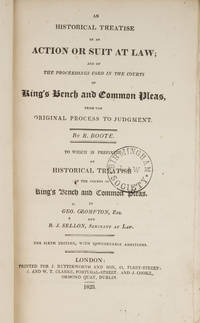 AN
HISTORICAL TREATISE
OF AN
ACTION OR SUIT AT LAW;
AND OF
THE PROCEEDINGS USED IN THE COURTS
OF
King's Bench and Common Pleas,
FROM THE
ORIGINAL PROCESS TO JUDGMENT.
BY R. BOOTE.
TO WHICH IS PREFIXED
AN
HISTORICAL TREATISE
OF THE COURTS OF
King's Bench and Common Pleas.
BY
GEO. CROMPTON, ESQ.
AND
B. J. SELLON, SERJEANT AT LAW.
THE SIXTH EDITION, WITH CONSIDERABLE ADDITIONS.
LONDON:
PRINTED FOR J. BUTTERWORTH AND SON, 43, FLEET-STREET;
J. AND W. T. CLARKE, PORTUGAL-STREET; AND J. COOKE,
ORMOND QUAY, DUBLIN.
1823.
BIRMINGHAM
LAW
SOCIETY